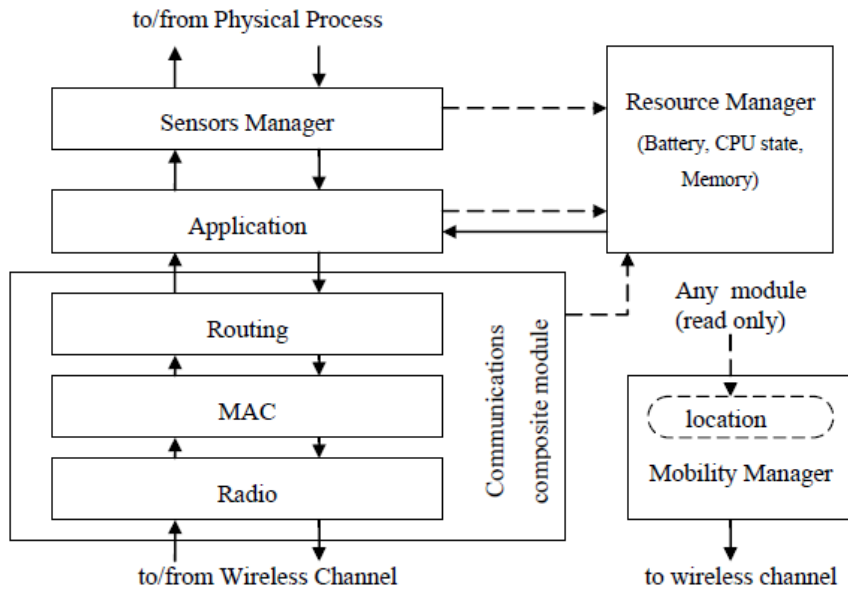 to/from Physical Process
Sensors Manager
Resource Manager
(Battery, CPU state,
Memory)
Application
Routing
MAC
Radio
Communications
composite module
Any module
(read only)
location
Mobility Manager
to/from Wireless Channel
to wireless channel